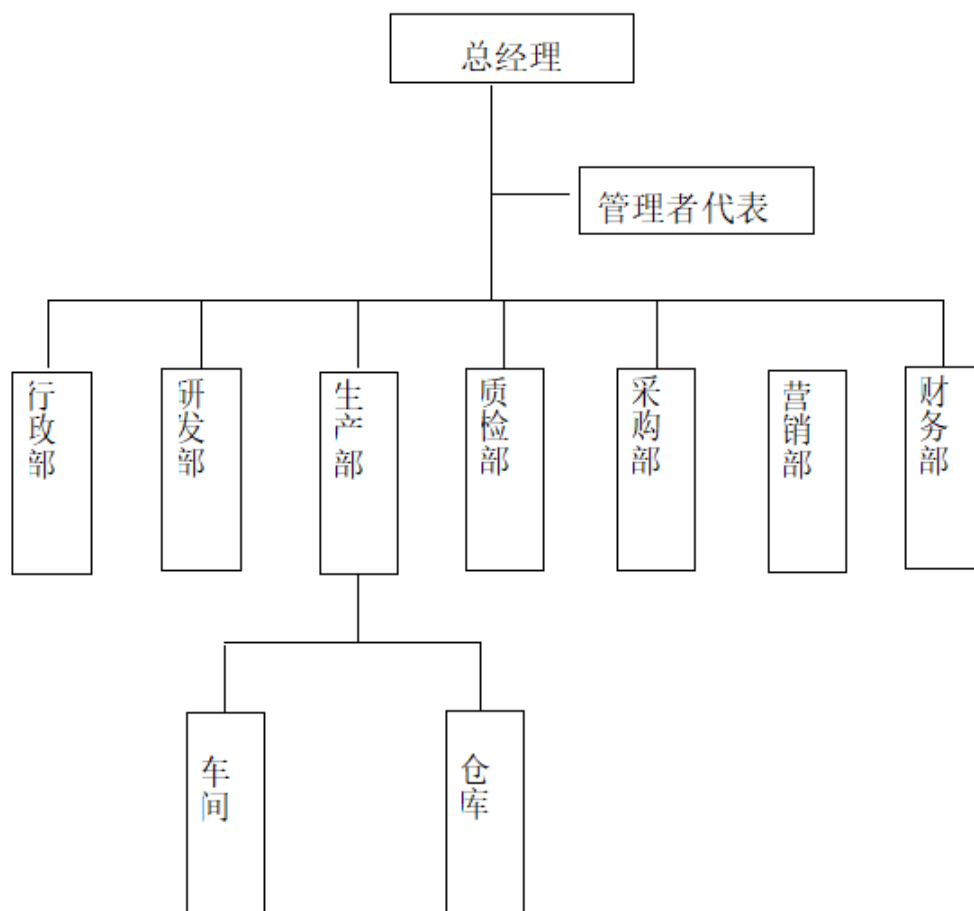 总经理
管理者代表
行政部
研发部
生产部
质检部
采购部
营销部
财务部
车间
仓库